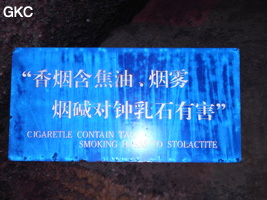 GKC
“香烟含焦油、烟雾
烟碱对钟乳石有害”
CIGARETLE CONTAIN TA
SMOKING TO STOLACTITE